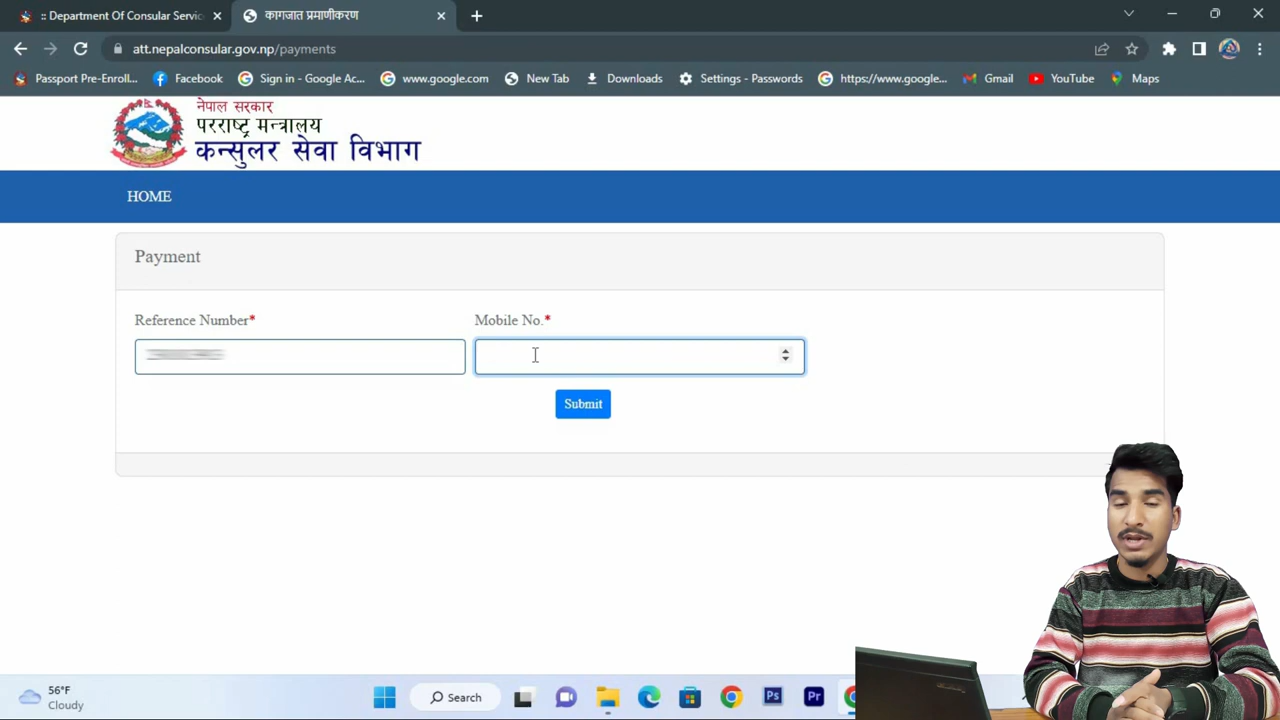 :: Department Of Consular Servic
कागजात प्रमाणीकरण
att.nepalconsular.gov.np/payments
Passport Pre-Enroll...
Facebook
Sign in - Google Ac...
www.google.com
New Tab
Downloads
Settings - Passwords
https://www.google...
Gmail
YouTube
Maps
नेपाल सरकार
परराष्ट्र मन्त्रालय
कन्सुलर सेवा विभाग
HOME
Payment
Reference Number*
Mobile No.*
Submit
56°F
Cloudy
Search
Ps
Pr